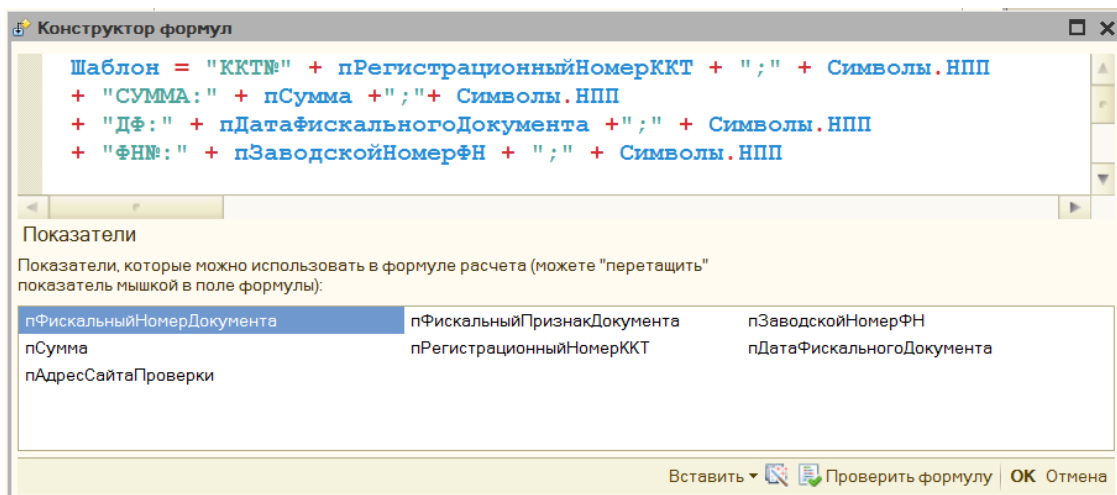 Конструктор формул
Шаблон = "ККТ№" + пРегистрационныйНомерККТ + ";" + Символы.НПП
+ "СУММА:" + пСумма +";"+ Символы.НПП
+ "ДФ:" + пДатаФискальногоДокумента +";" + Символы.НПП
+ "ФН№:" + пЗаводскойНомерФН + ";" + Символы.НПП
Показатели
Показатели, которые можно использовать в формуле расчета (можете "перетащить"
показатель мышкой в поле формулы):
пФискальныйНомерДокумента пФискальныйПризнакДокумента пЗаводскойНомерФН
пСумма пРегистрационныйНомерККТ пДатаФискальногоДокумента
пАдресСайтаПроверки
Вставить Проверить формулу ОК Отмена